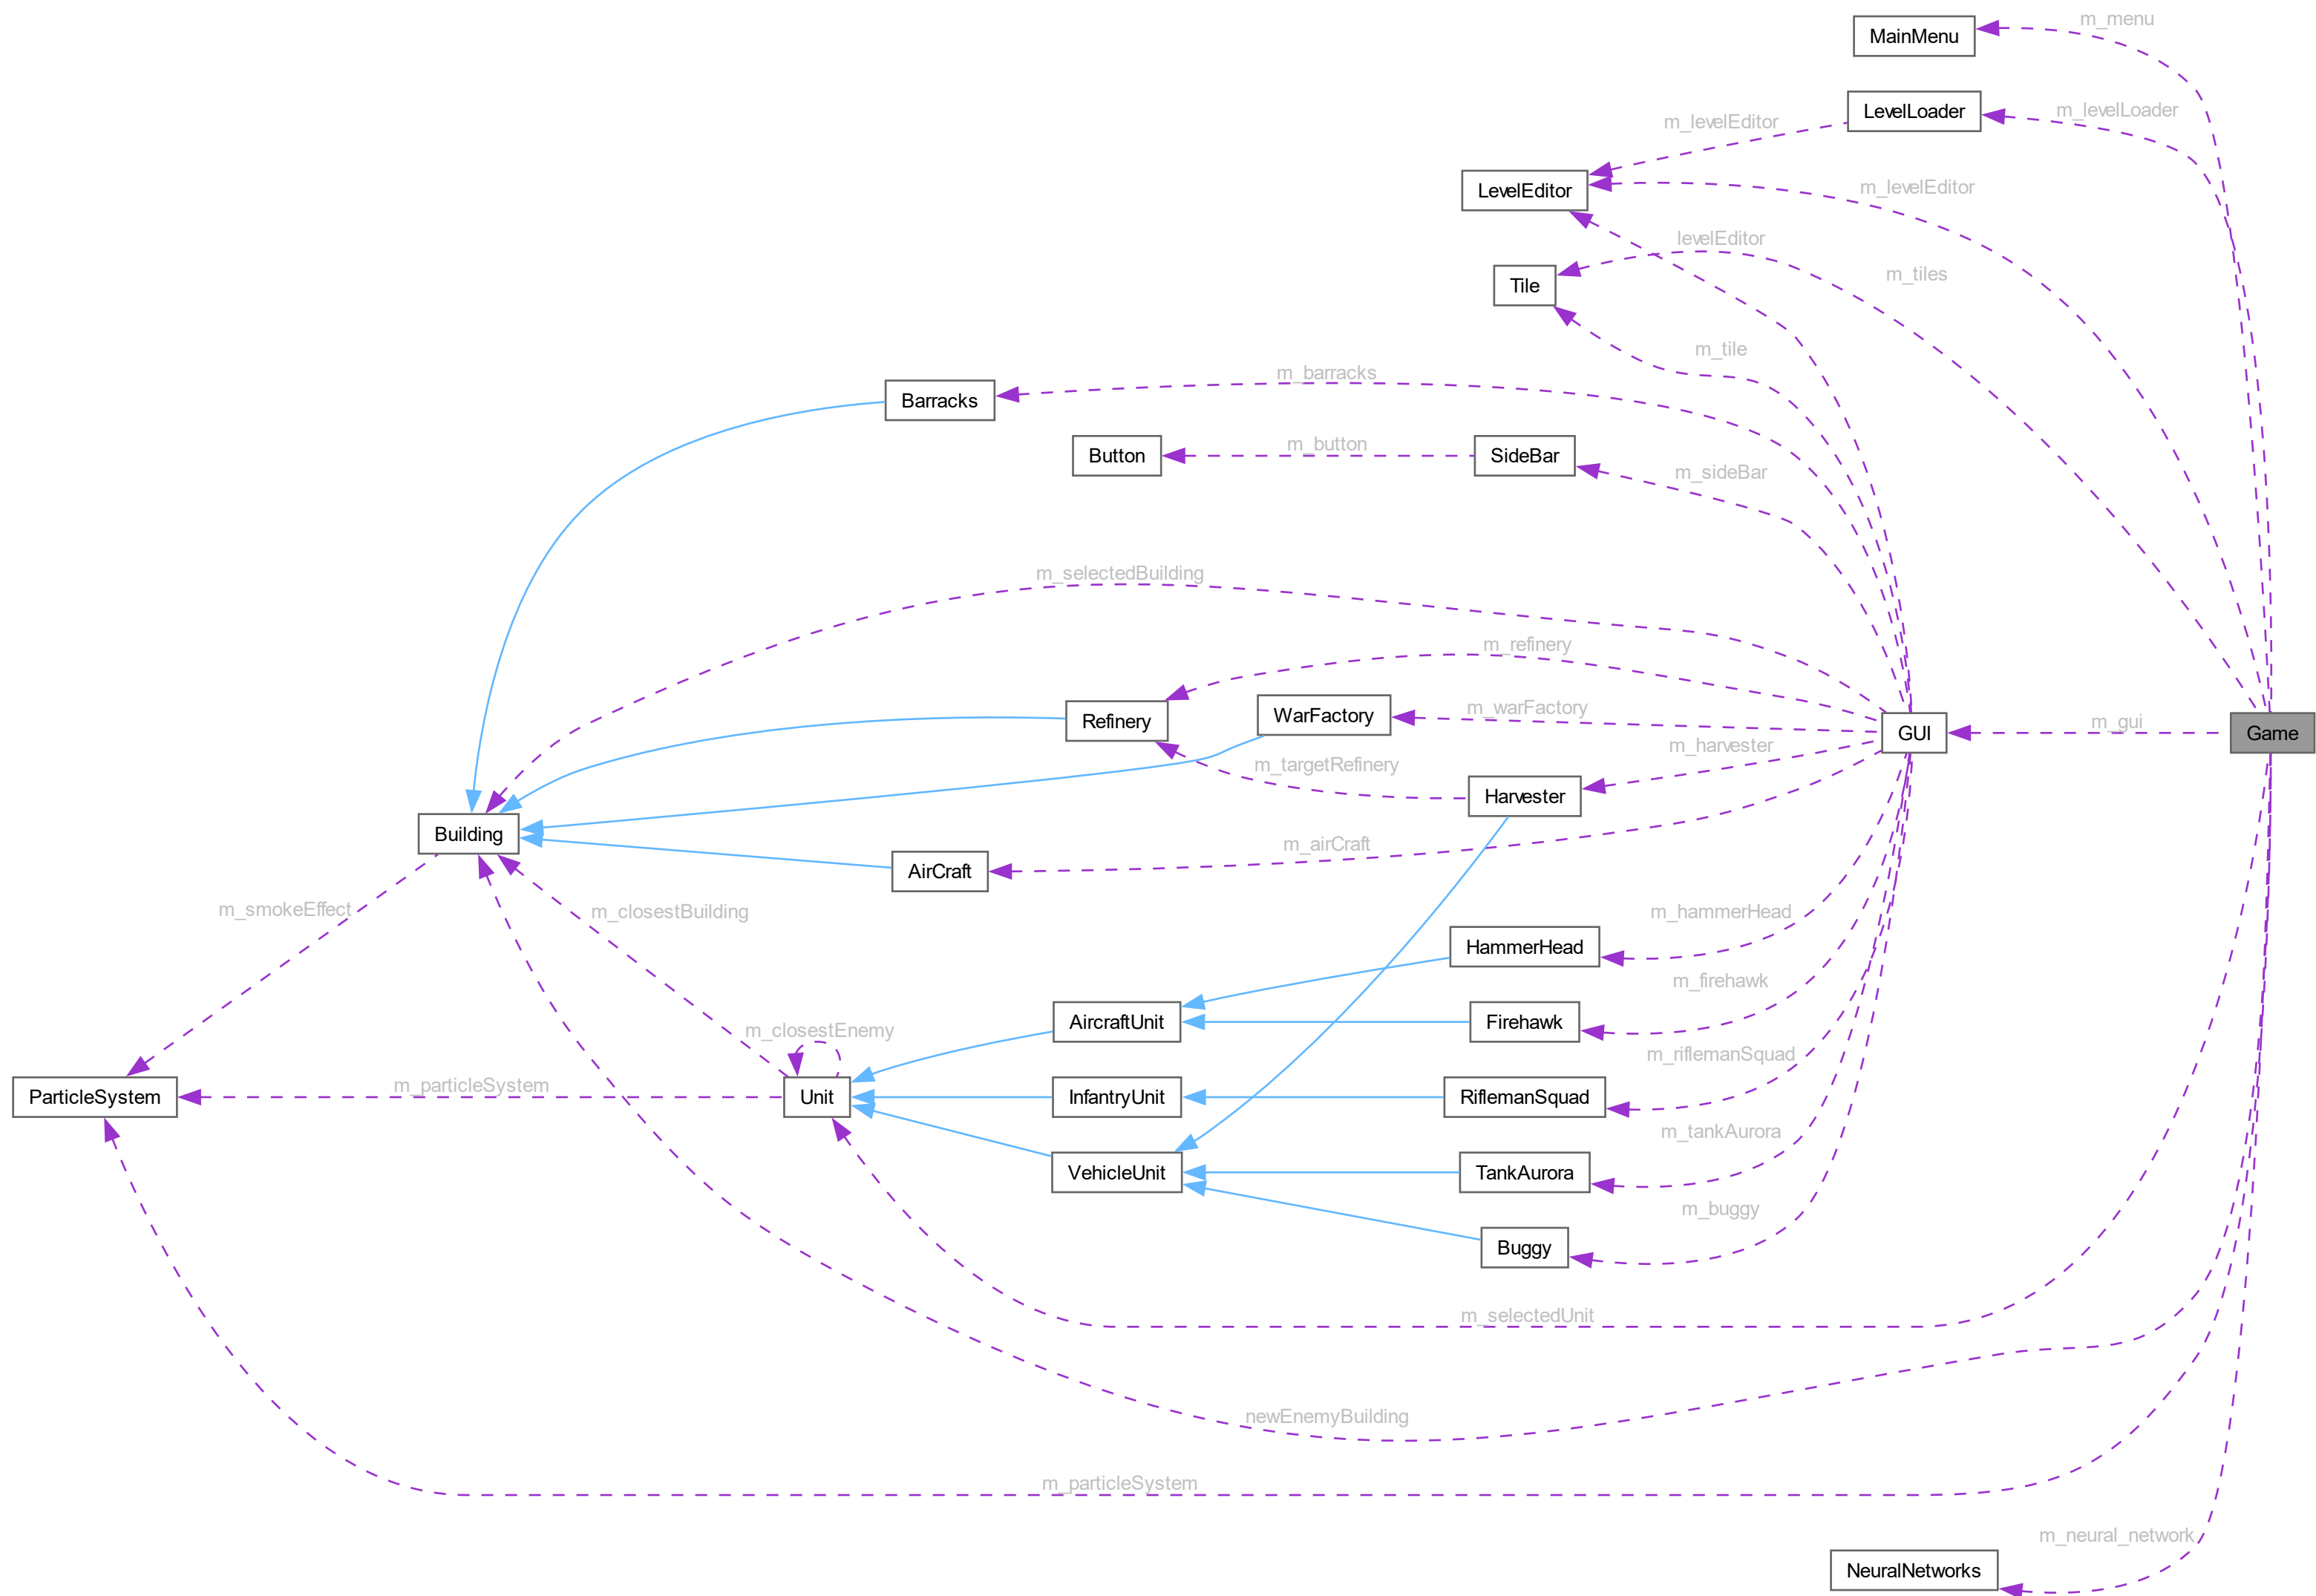 m_menu
MainMenu
LevelLoader
m_levelLoader
m_levelEditor
LevelEditor
m_levelEditor
levelEditor
Tile
m_tiles
m_tile
m_barracks
Barracks
Button
m_button
SideBar
m_sideBar
m_selectedBuilding
m_refinery
Refinery
WarFactory
m_warFactory
GUI
m_gui
Game
m_harvester
m_targetRefinery
Harvester
Building
m_airCraft
AirCraft
m_smokeEffect
m_closestBuilding
m_hammerHead
HammerHead
m_firehawk
AircraftUnit
Firehawk
m_closestEnemy
m_riflemanSquad
ParticleSystem
m_particleSystem
Unit
InfantryUnit
RiflemanSquad
m_tankAurora
VehicleUnit
TankAurora
m_buggy
Buggy
m_selectedUnit
newEnemyBuilding
m_particleSystem
m_neural_network
NeuralNetworks